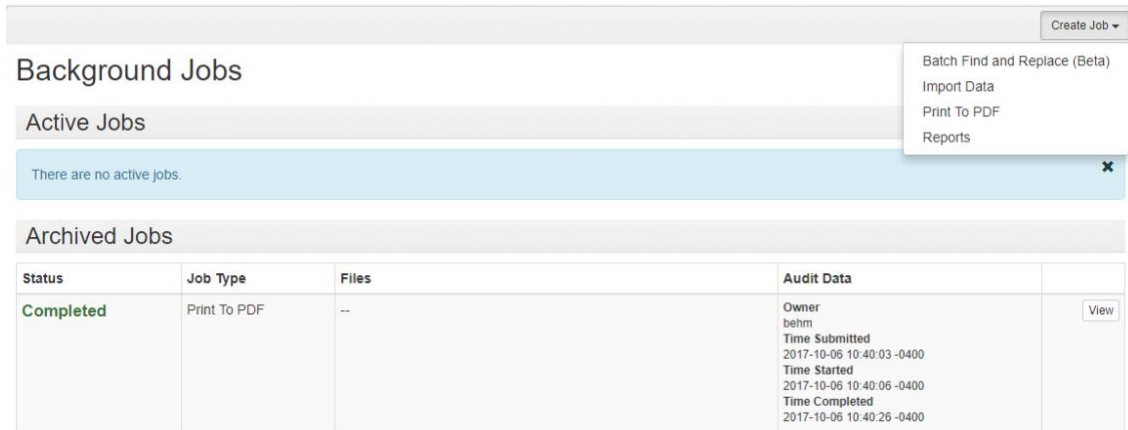 Create Job
Background Jobs
Batch Find and Replace (Beta)
Import Data
Print To PDF
Reports
Active Jobs
There are no active jobs.
Archived Jobs
Status Job Type Files Audit Data
Completed Print To PDF -- Owner View
behm
Time Submitted
2017-10-06 10:40:03 -0400
Time Started
2017-10-06 10:40:06 -0400
Time Completed
2017-10-06 10:40:26 -0400